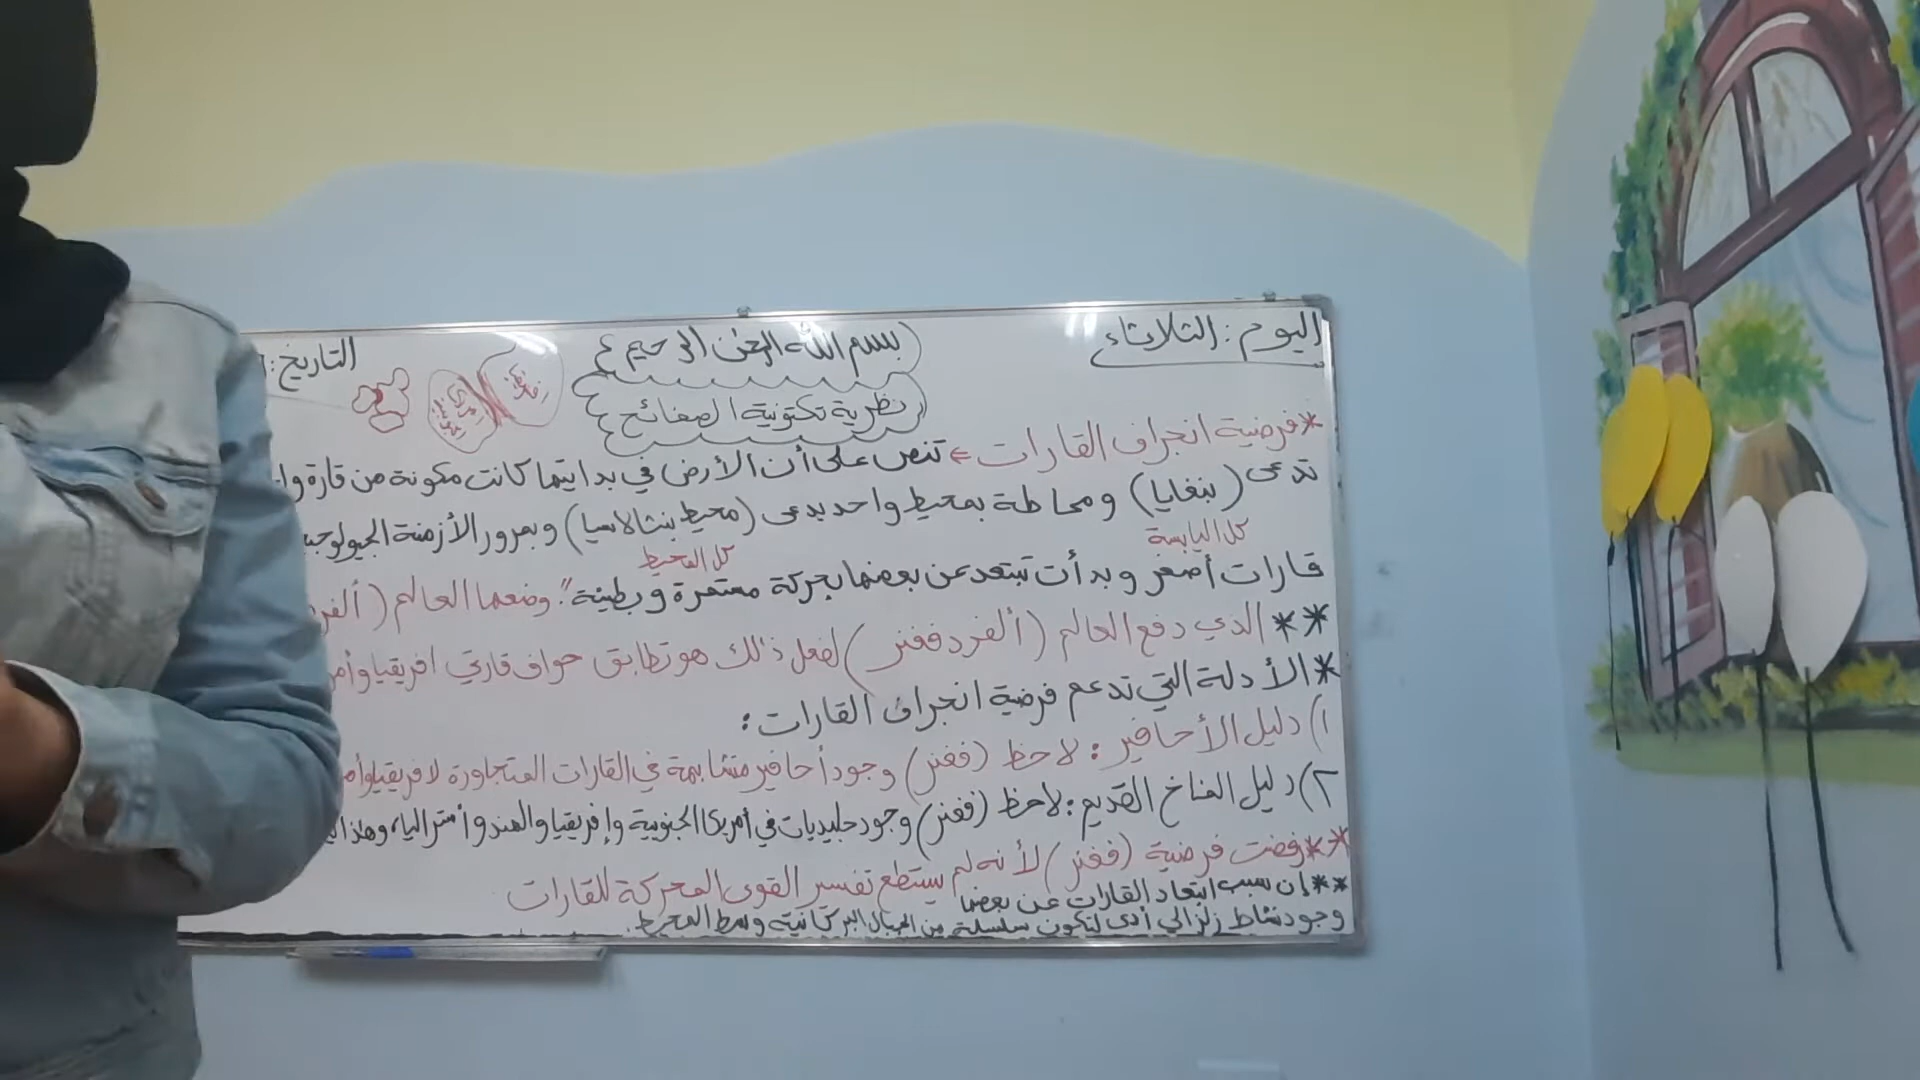 اليوم: الثلاثاء
بسم الله الرحمن الرحيم
التاريخ:
نظرية تكتونية الصفائح
*فرضية انجراف القارات ⇐ تنص على أن الأرض في بدايتها كانت مكونة من قارة
تدعى (بنغايا) ومحاطة بمحيط واحد يدعى (محيط بنثالاسيا) وبمرور الأزمنة
كل اليابسة
كل المحيط
قارات أصغر وبدأت تبتعد عن بعضها بحركة مستمرة وبطيئة". وضعها العالم
** الذي دفع العالم (ألفرد فغنر) لفعل ذلك هو تطابق حواف قارتي افريقيا
*الأدلة التي تدعم فرضية انجراف القارات:
١) دليل الأحافير: لاحظ (فغنر) وجود أحافير متشابهة في القارات المتجاورة لافريقيا
٢) دليل المناخ القديم: لاحظ (فغنر) وجود جليديات في أمريكا الجنوبية وإفريقيا والهند وأستراليا، وهذا
**رفضت فرضية (فغنر) لأنه لم يستطع تفسير القوى المحركة للقارات
**إن سبب ابتعاد القارات عن بعضها
وجود نشاط زلزالي أدى لتكون سلسلة من الجبال البركانية وسط المحيط.